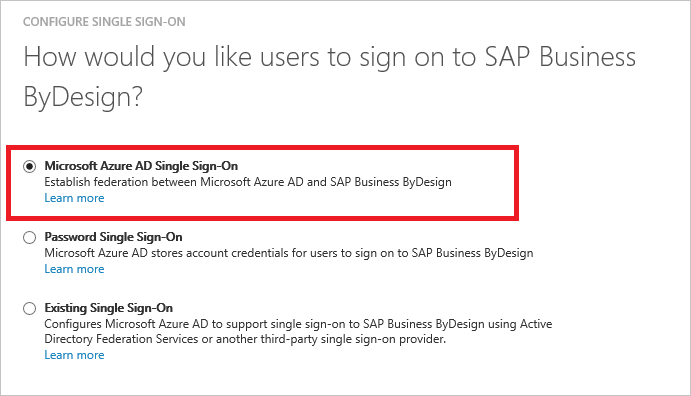 CONFIGURE SINGLE SIGN-ON
How would you like users to sign on to SAP Business
ByDesign?
Microsoft Azure AD Single Sign-On
Establish federation between Microsoft Azure AD and SAP Business ByDesign
Learn more
Password Single Sign-On
Microsoft Azure AD stores account credentials for users to sign on to SAP Business ByDesign
Learn more
Existing Single Sign-On
Configures Microsoft Azure AD to support single sign-on to SAP Business ByDesign using Active
Directory Federation Services or another third-party single sign-on provider.
Learn more